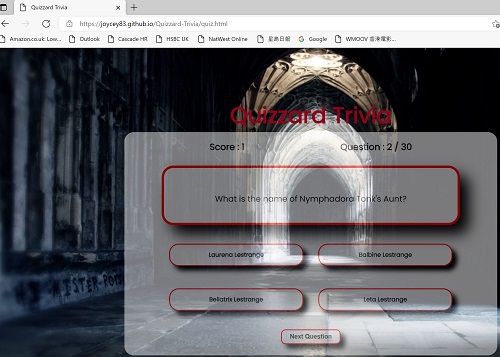 Quizzard Trivia
https://joycey83.github.io/Quizzard-Trivia/quiz.html
Amazon.co.uk: Low... Outlook Cascade HR HSBC UK NatWest Online 星島日報 Google WMOOV 香港電影...
Quizzard Trivia
Score : 1 Question : 2 / 30
What is the name of Nymphadora Tonk's Aunt?
Laurena Lestrange Balbine Lestrange
Bellatrix Lestrange Leta Lestrange
Next Question